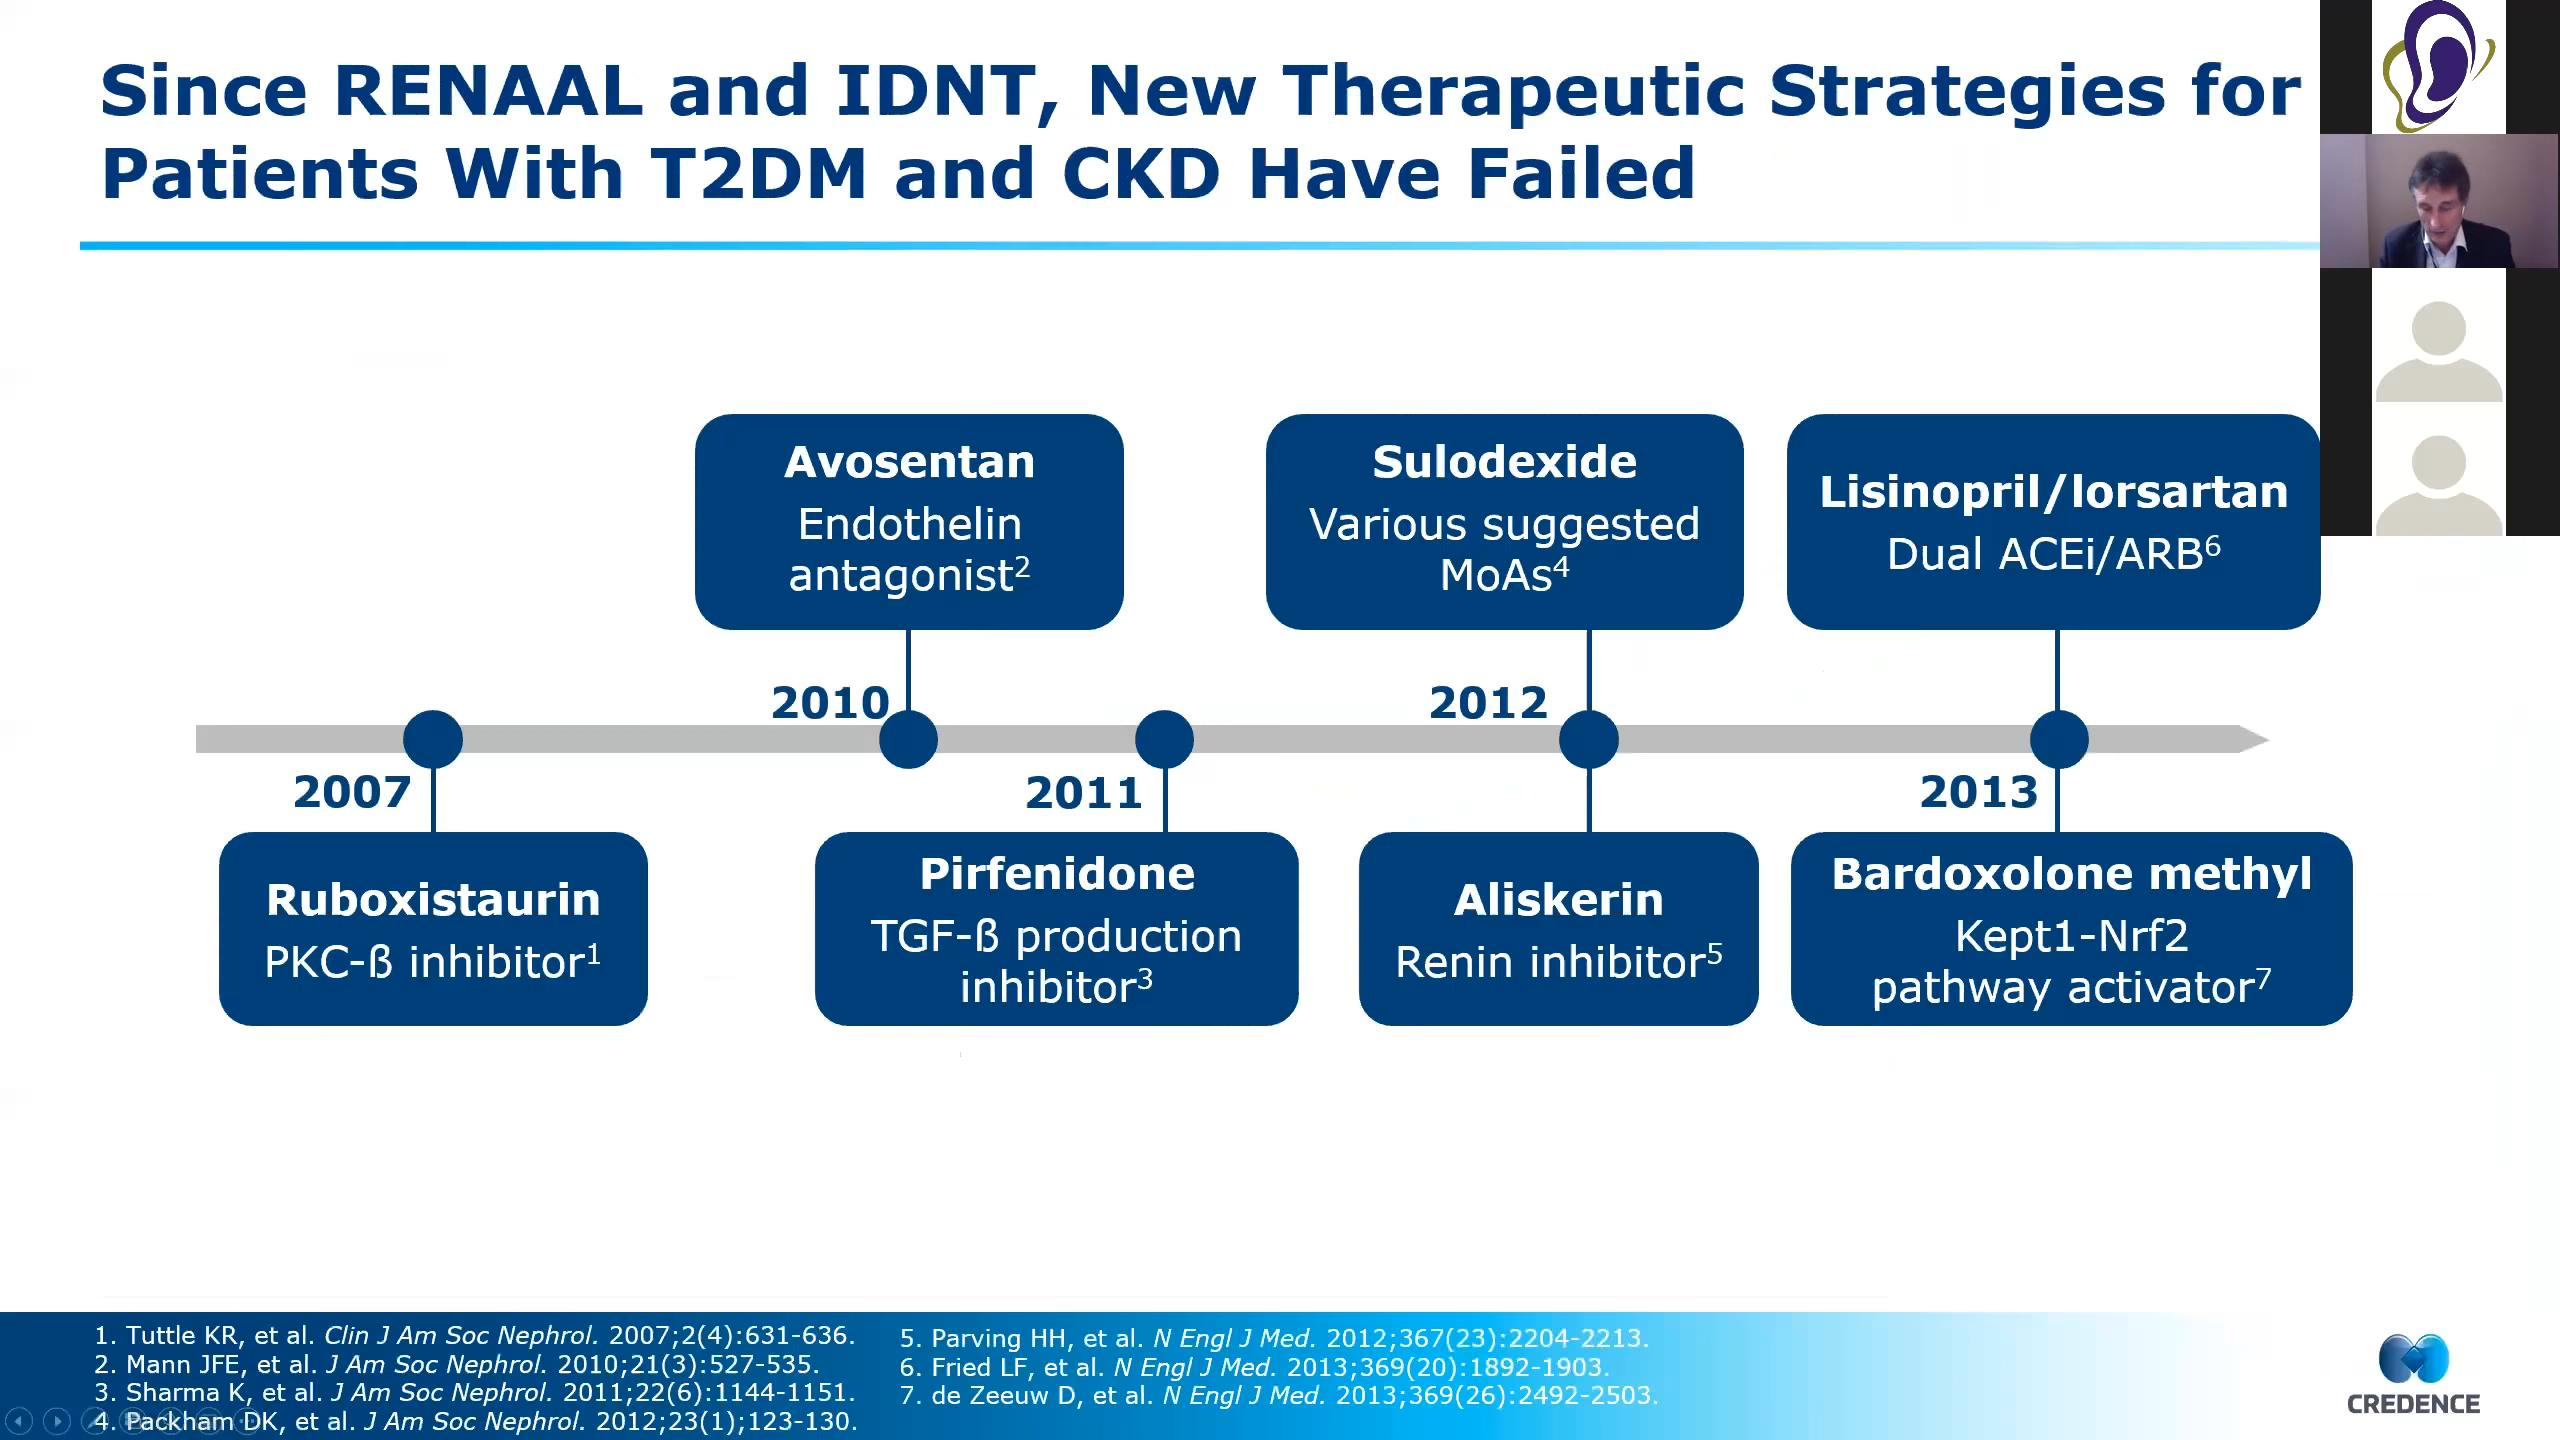 Since RENAAL and IDNT, New Therapeutic Strategies for
Patients With T2DM and CKD Have Failed
Avosentan
Endothelin
antagonist²
Sulodexide
Various suggested
MoAs⁴
Lisinopril/lorsartan
Dual ACEi/ARB⁶
2010
2012
2007
2011
2013
Ruboxistaurin
PKC-ß inhibitor¹
Pirfenidone
TGF-ß production
inhibitor³
Aliskerin
Renin inhibitor⁵
Bardoxolone methyl
Kept1-Nrf2
pathway activator⁷
1. Tuttle KR, et al. Clin J Am Soc Nephrol. 2007;2(4):631-636.
2. Mann JFE, et al. J Am Soc Nephrol. 2010;21(3):527-535.
3. Sharma K, et al. J Am Soc Nephrol. 2011;22(6):1144-1151.
4. Packham DK, et al. J Am Soc Nephrol. 2012;23(1);123-130.
5. Parving HH, et al. N Engl J Med. 2012;367(23):2204-2213.
6. Fried LF, et al. N Engl J Med. 2013;369(20):1892-1903.
7. de Zeeuw D, et al. N Engl J Med. 2013;369(26):2492-2503.
CREDENCE